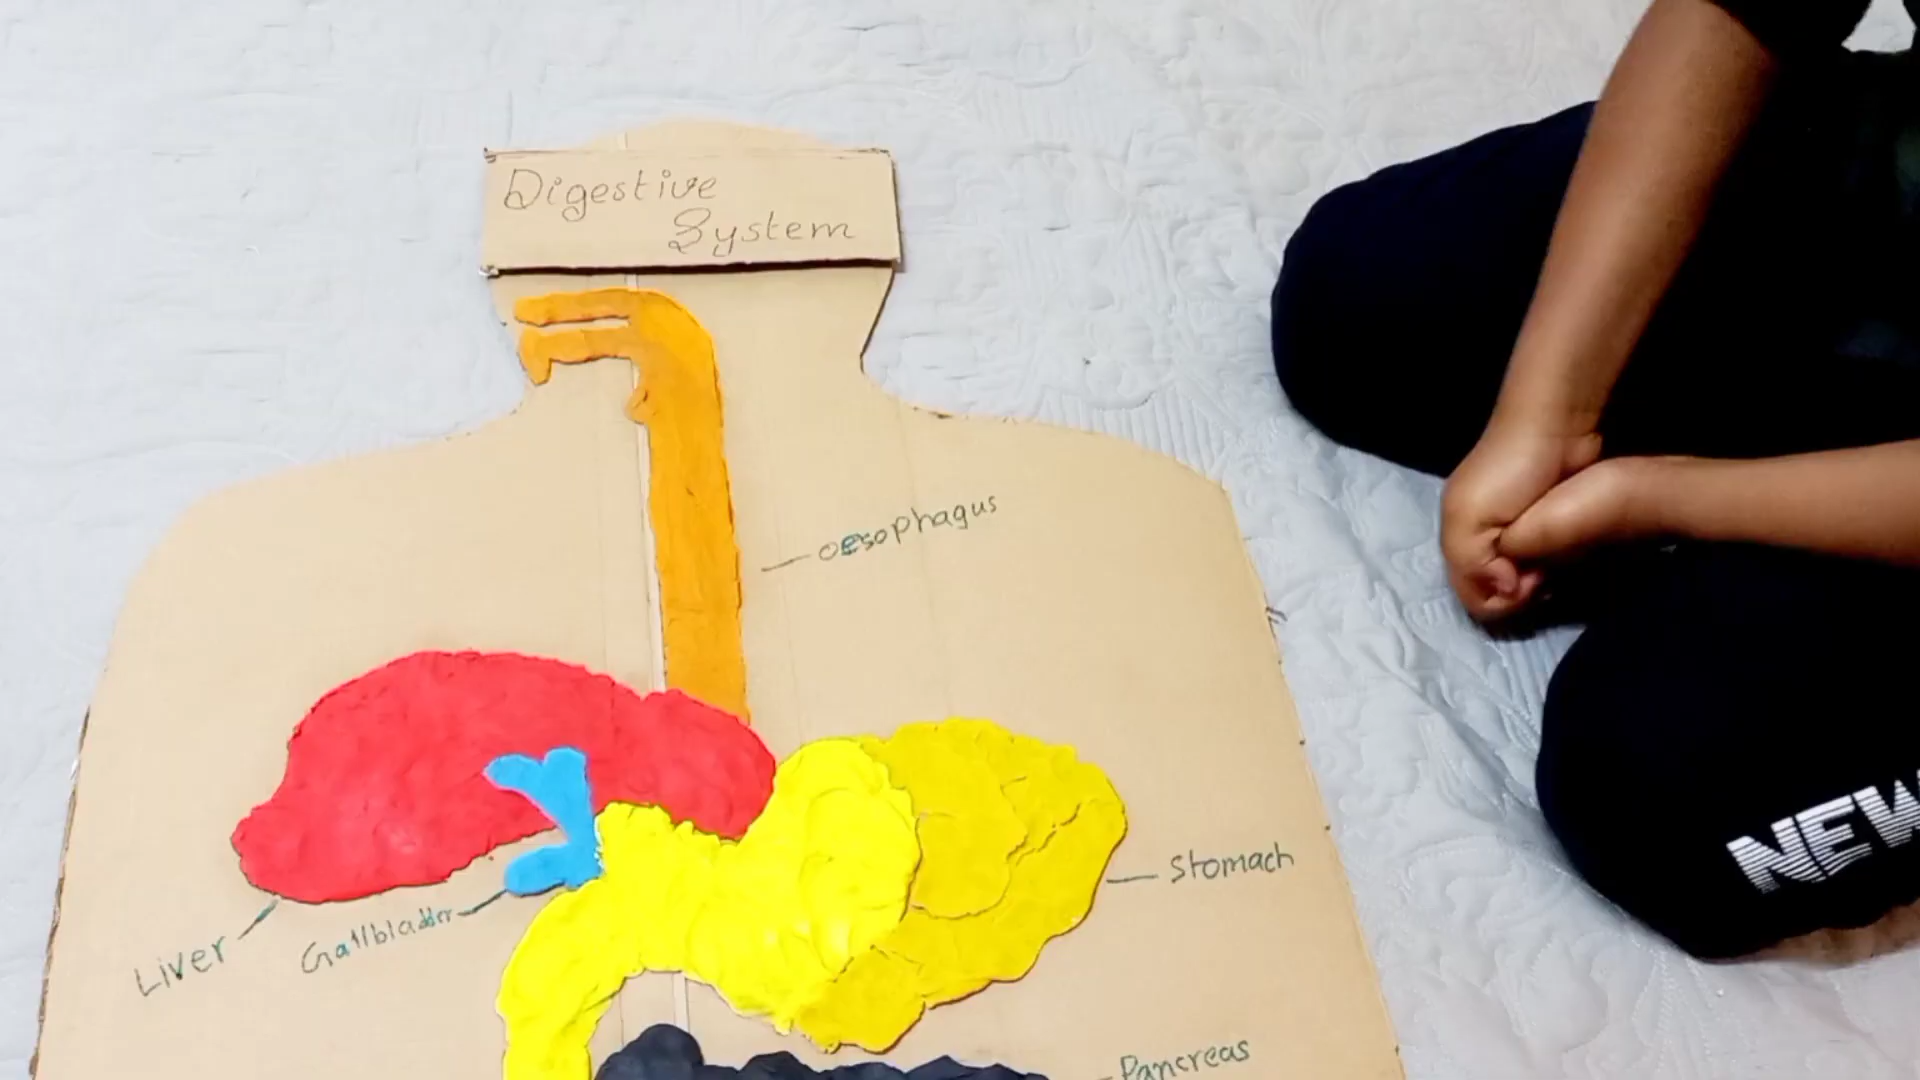 Digestive
System
oesophagus
Stomach
Liver
Gallbladder
Pancreas
NEW